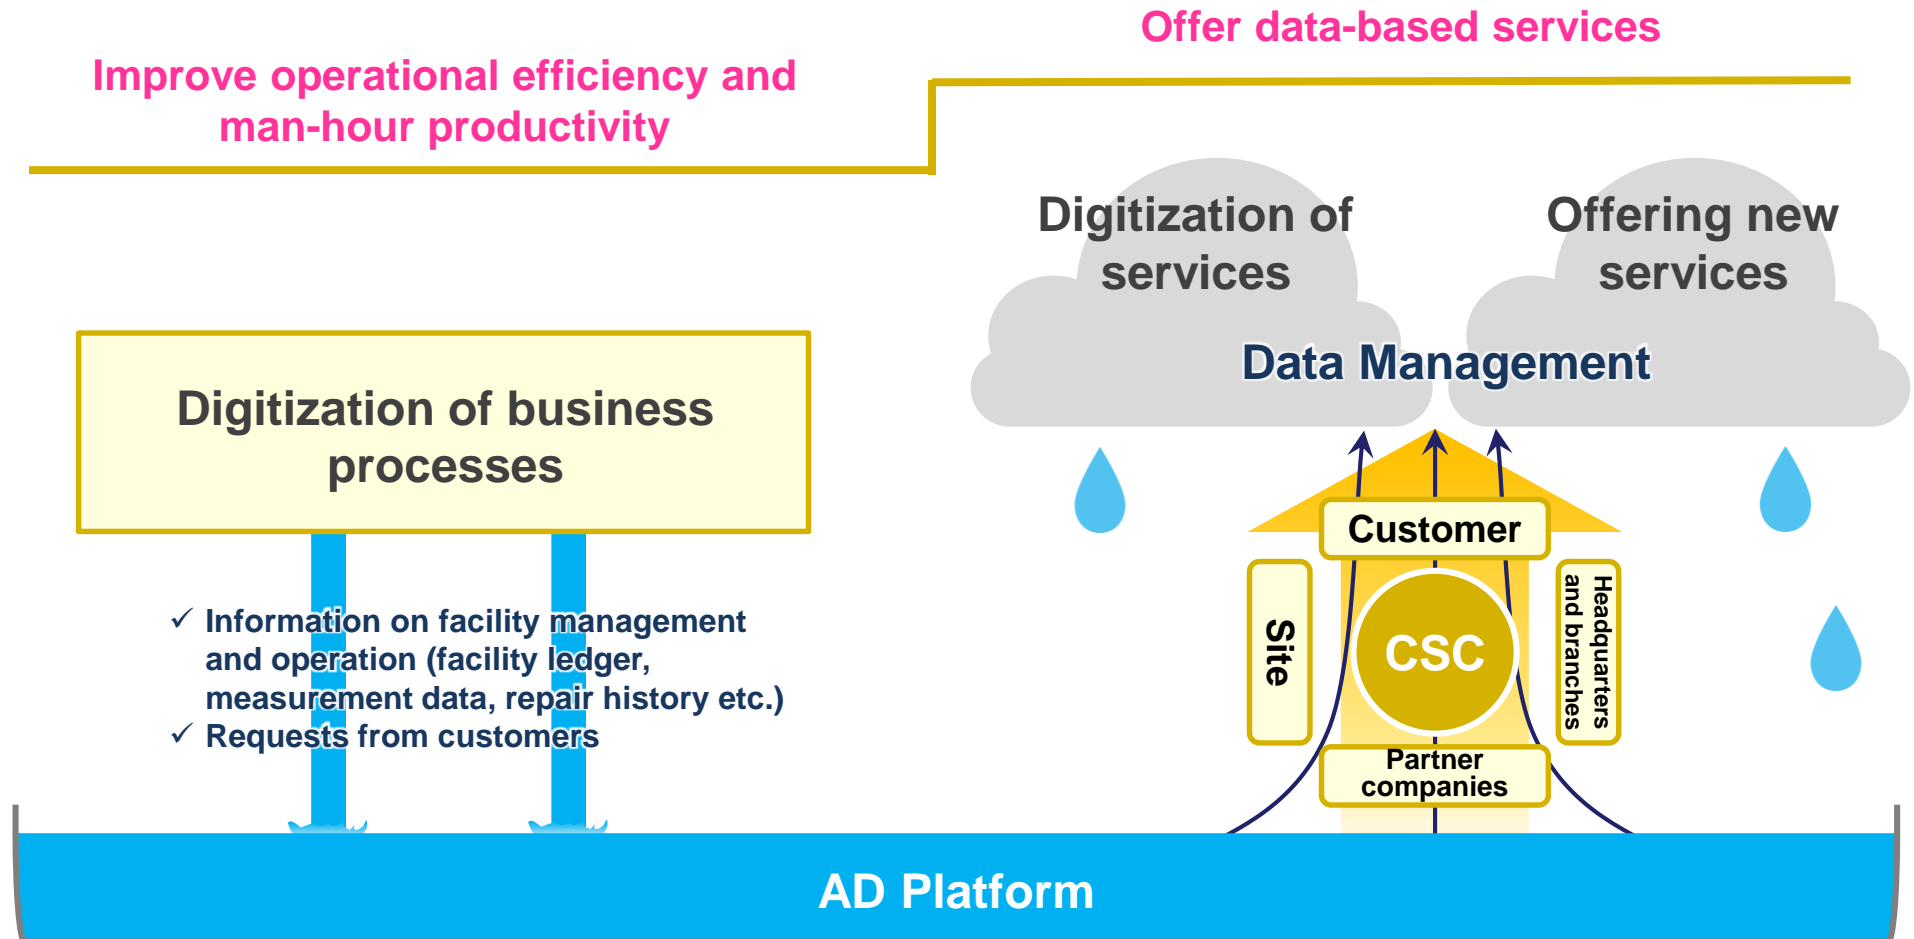 Offer data-based services
Improve operational efficiency and
man-hour productivity
Digitization of
services
Offering new
services
Data Management
Digitization of business
processes
✓ Information on facility management
and operation (facility ledger,
measurement data, repair history etc.)
✓ Requests from customers
Customer
Site
CSC
Headquarters
and branches
Partner
companies
AD Platform